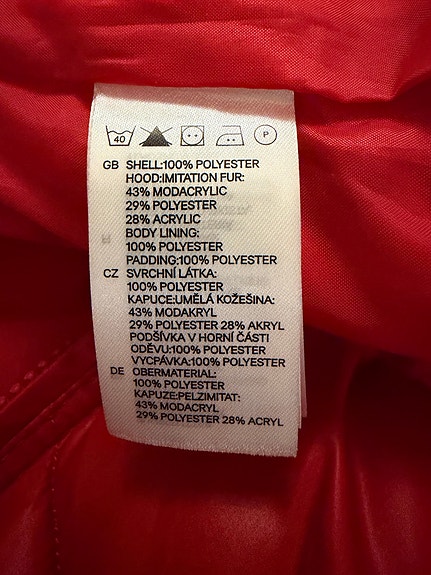 40 P
GB SHELL:100% POLYESTER
HOOD:IMITATION FUR:
43% MODACRYLIC
29% POLYESTER
28% ACRYLIC
BODY LINING:
100% POLYESTER
PADDING:100% POLYESTER
CZ SVRCHNÍ LÁTKA:
100% POLYESTER
KAPUCE:UMĚLÁ KOŽEŠINA:
43% MODAKRYL
29% POLYESTER 28% AKRYL
PODŠÍVKA V HORNÍ ČÁSTI
ODĚVU:100% POLYESTER
VYCPÁVKA:100% POLYESTER
DE OBERMATERIAL:
100% POLYESTER
KAPUZE:PELZIMITAT:
43% MODACRYL
29% POLYESTER 28% ACRYL